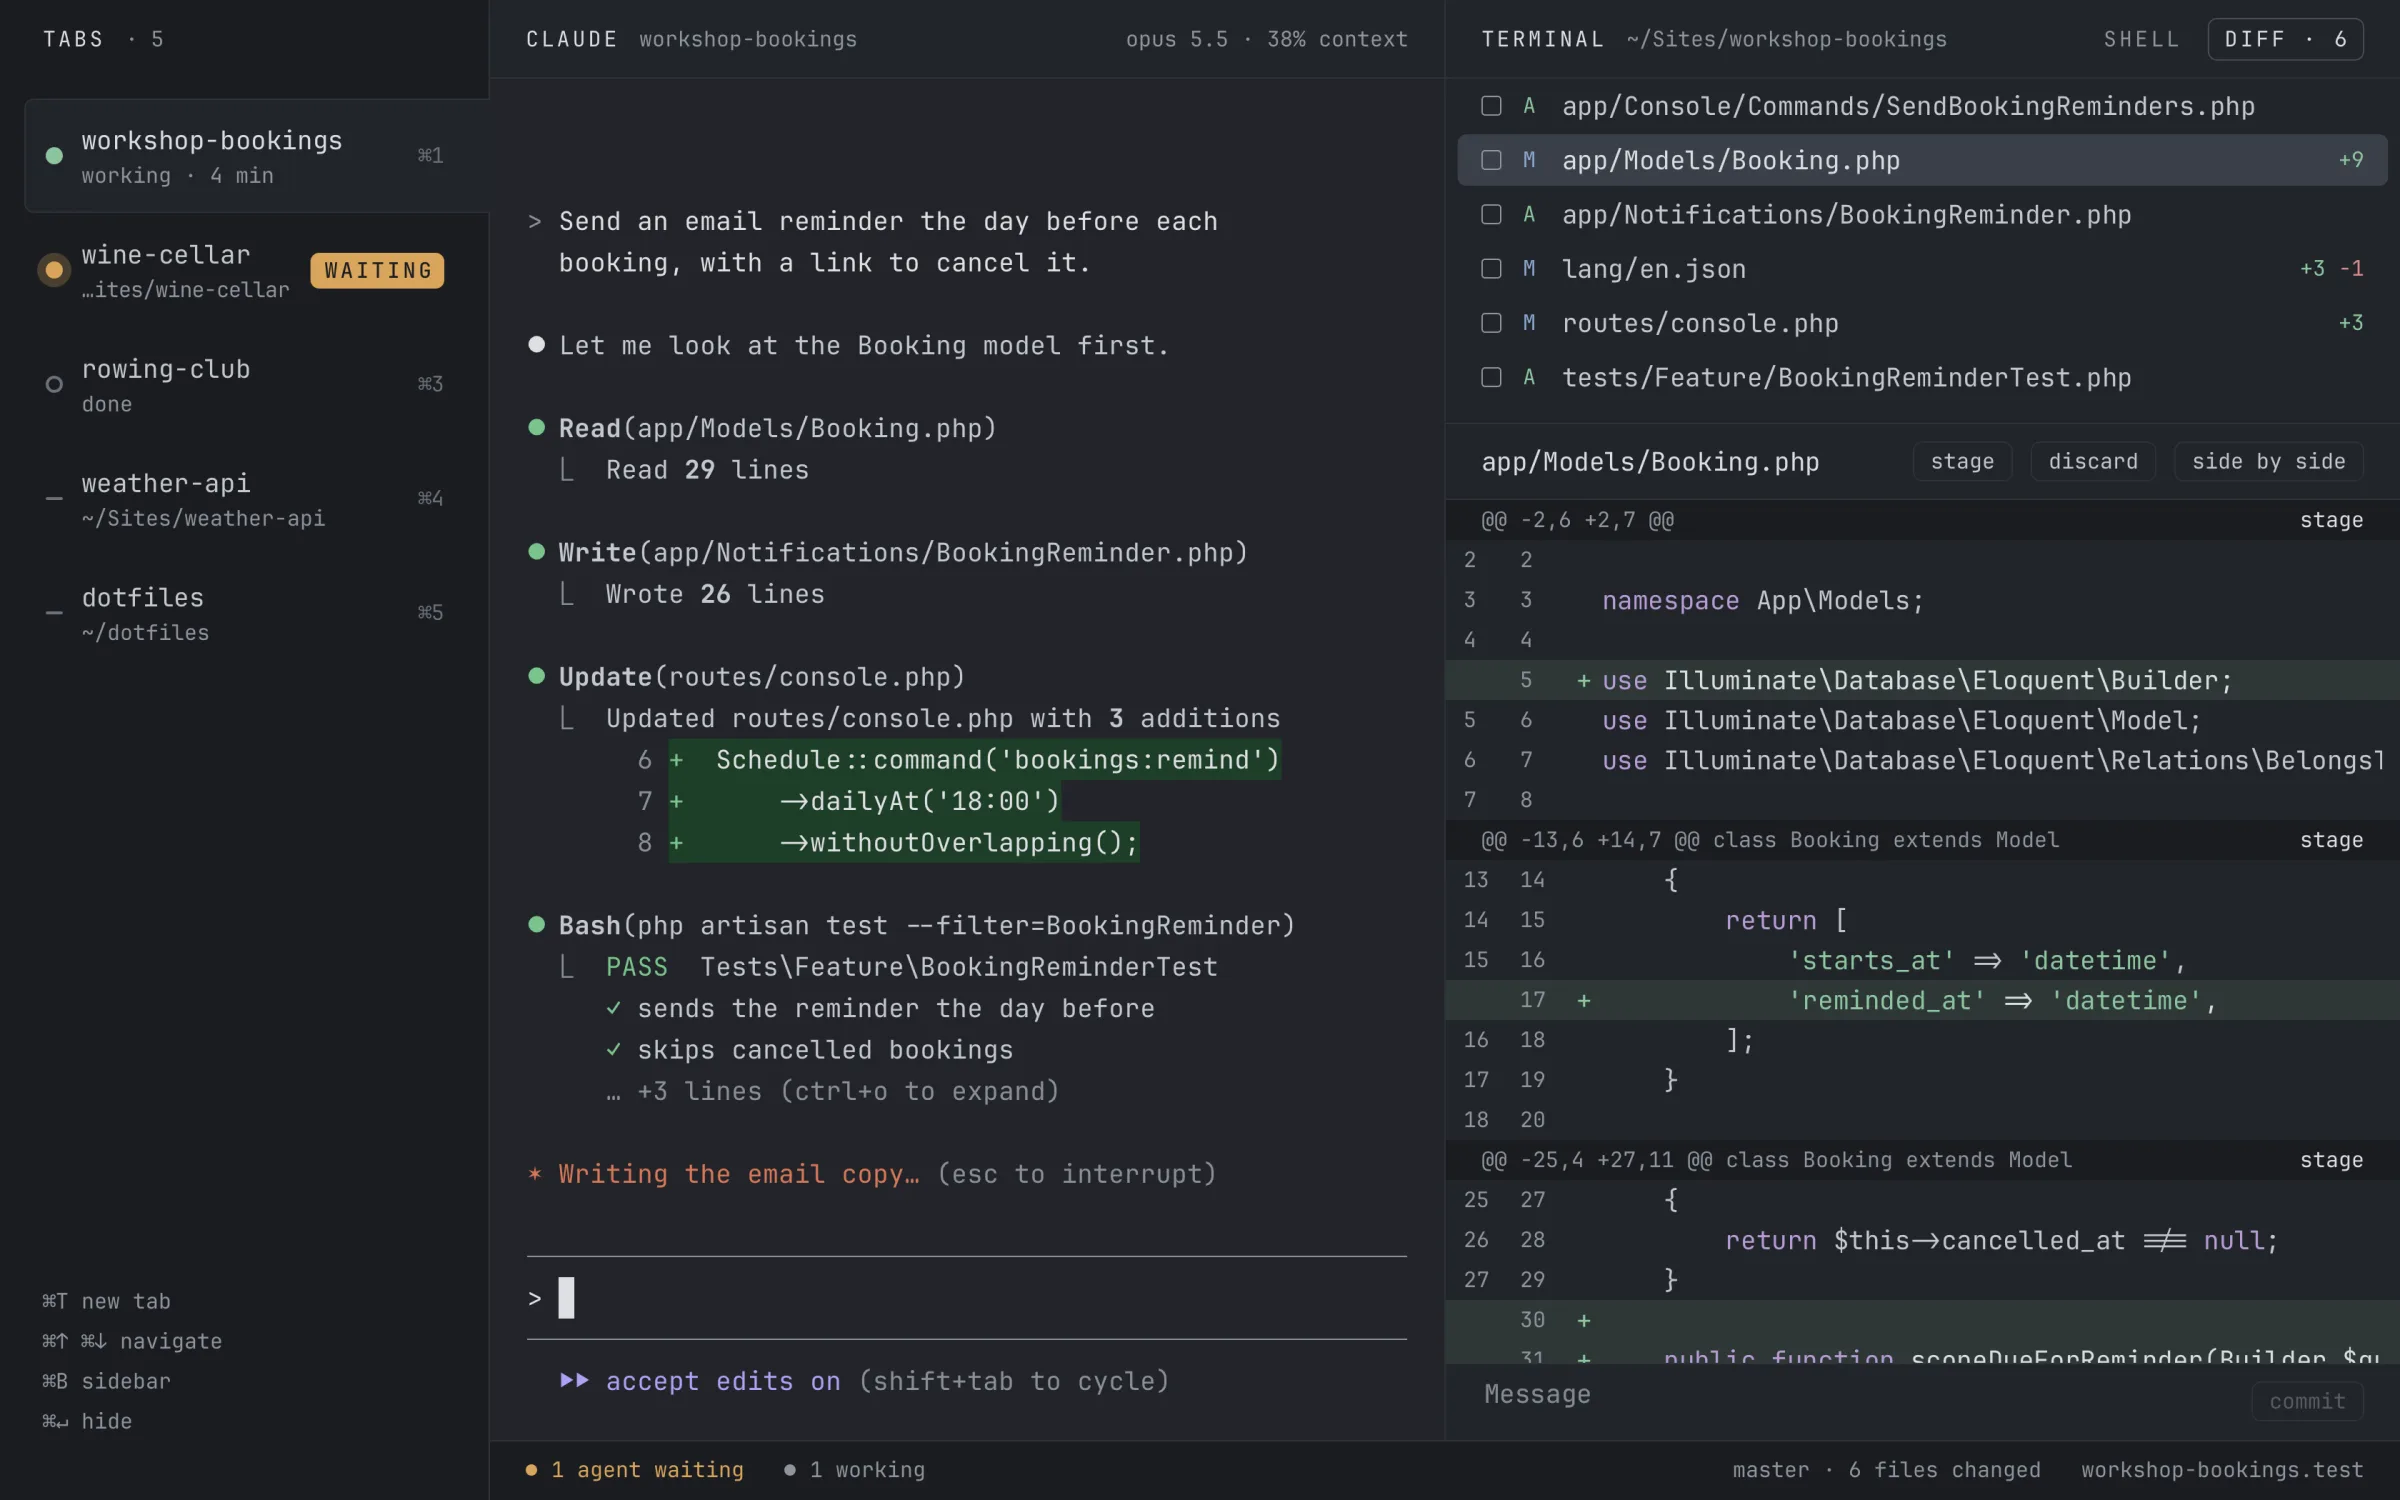 TABS · 5
workshop-bookings
working · 4 min
⌘1
wine-cellar
…ites/wine-cellar
WAITING
rowing-club
done
⌘3
weather-api
~/Sites/weather-api
⌘4
dotfiles
~/dotfiles
⌘5
⌘T new tab
⌘↑ ⌘↓ navigate
⌘B sidebar
⌘↵ hide
CLAUDE workshop-bookings opus 5.5 · 38% context
> Send an email reminder the day before each
booking, with a link to cancel it.
Let me look at the Booking model first.
Read(app/Models/Booking.php)
Read 29 lines
Write(app/Notifications/BookingReminder.php)
Wrote 26 lines
Update(routes/console.php)
Updated routes/console.php with 3 additions
6 + Schedule::command('bookings:remind')
7 + ->dailyAt('18:00')
8 + ->withoutOverlapping();
Bash(php artisan test --filter=BookingReminder)
PASS Tests\Feature\BookingReminderTest
✓ sends the reminder the day before
✓ skips cancelled bookings
… +3 lines (ctrl+o to expand)
✶ Writing the email copy… (esc to interrupt)
>
▶▶ accept edits on (shift+tab to cycle)
TERMINAL ~/Sites/workshop-bookings SHELL DIFF · 6
A app/Console/Commands/SendBookingReminders.php
M app/Models/Booking.php +9
A app/Notifications/BookingReminder.php
M lang/en.json +3 -1
M routes/console.php +3
A tests/Feature/BookingReminderTest.php
app/Models/Booking.php stage discard side by side
@@ -2,6 +2,7 @@ stage
2 2
3 3 namespace App\Models;
4 4
5 + use Illuminate\Database\Eloquent\Builder;
5 6 use Illuminate\Database\Eloquent\Model;
6 7 use Illuminate\Database\Eloquent\Relations\Belongs
7 8
@@ -13,6 +14,7 @@ class Booking extends Model stage
13 14 {
14 15 return [
15 16 'starts_at' => 'datetime',
17 + 'reminded_at' => 'datetime',
16 18 ];
17 19 }
18 20
@@ -25,4 +27,11 @@ class Booking extends Model stage
25 27 {
26 28 return $this->cancelled_at !== null;
27 29 }
30 +
31 + public function scopeDueForReminder(Builder $qu
Message
commit
1 agent waiting 1 working master · 6 files changed workshop-bookings.test